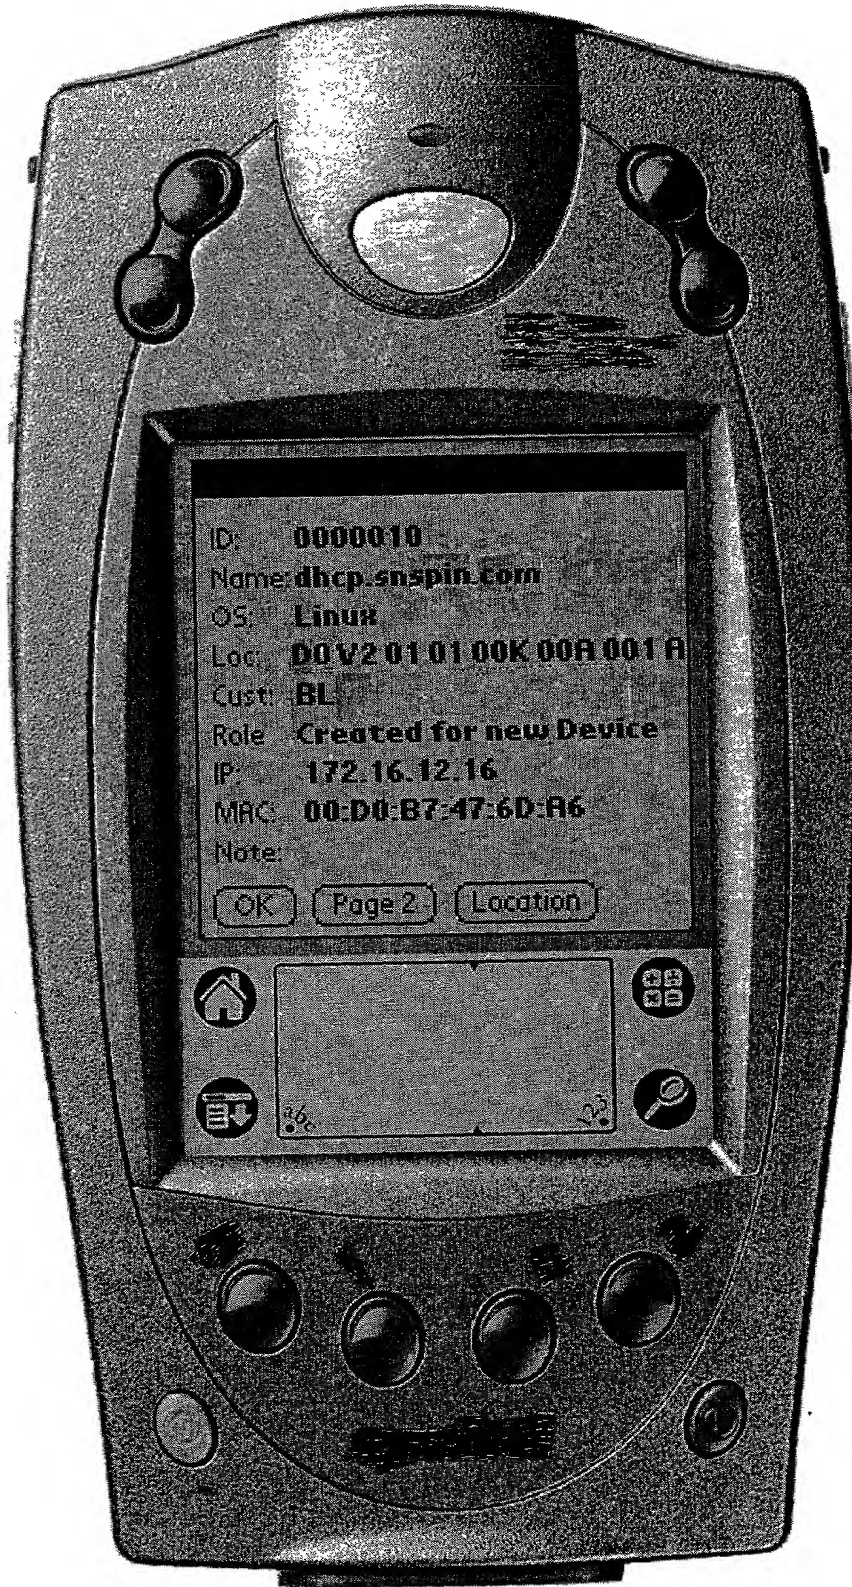 ID: 0000010
Name: dhcp.snspin.com
OS: Linux
Loc: D0 V2 01 01 00K 00A 001 A
Cust: BL
Role Created for new Device
IP: 172.16.12.16
MAC: 00:D0:B7:47:6D:A6
Note:
OK Page 2 Location
abc 123